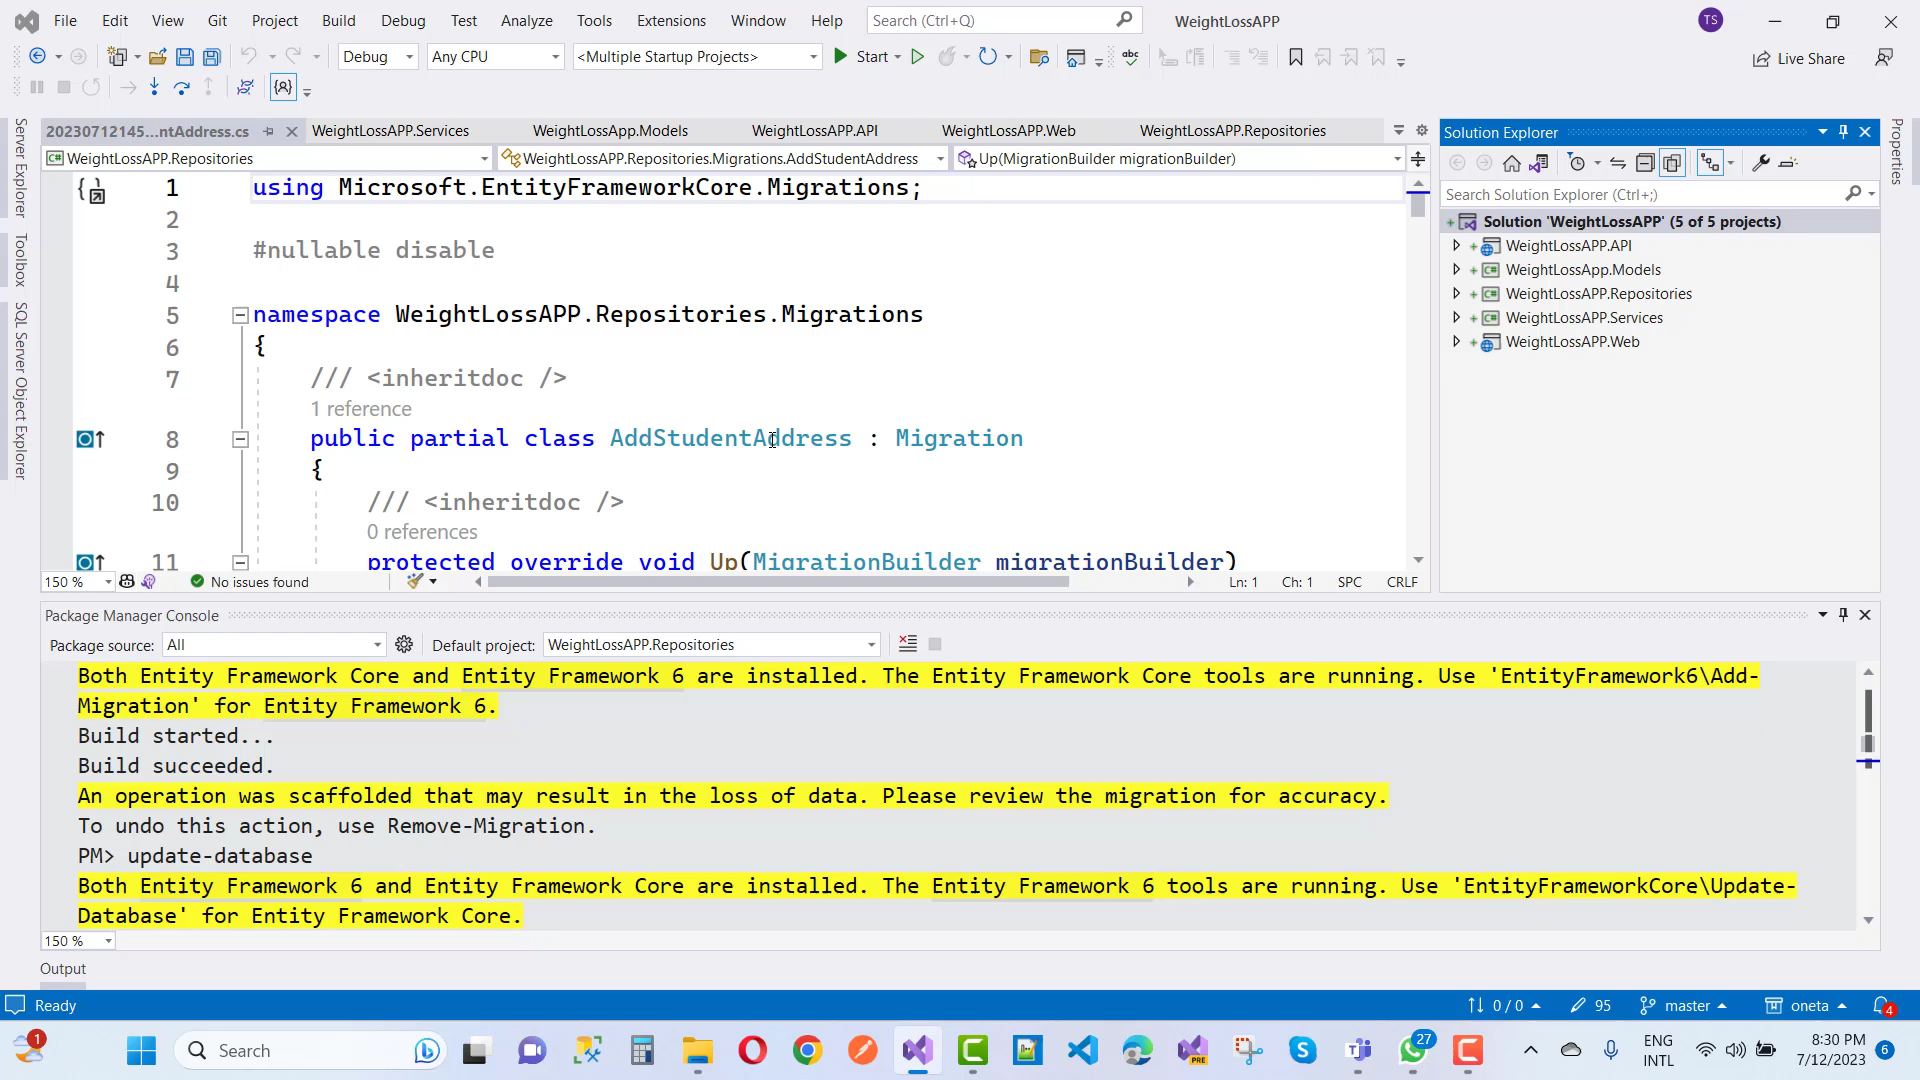 File Edit View Git Project Build Debug Test Analyze Tools Extensions Window Help Search (Ctrl+Q) WeightLossAPP TS
Debug Any CPU <Multiple Startup Projects> Start Live Share
20230712145...ntAddress.cs WeightLossAPP.Services WeightLossApp.Models WeightLossAPP.API WeightLossAPP.Web WeightLossAPP.Repositories
WeightLossAPP.Repositories WeightLossAPP.Repositories.Migrations.AddStudentAddress Up(MigrationBuilder migrationBuilder)
Server Explorer
Toolbox
SQL Server Object Explorer
1 using Microsoft.EntityFrameworkCore.Migrations;
2
3 #nullable disable
4
5 namespace WeightLossAPP.Repositories.Migrations
6 {
7 /// <inheritdoc />
1 reference
8 public partial class AddStudentAddress : Migration
9 {
10 /// <inheritdoc />
0 references
11 protected override void Up(MigrationBuilder migrationBuilder)
150 % No issues found Ln: 1 Ch: 1 SPC CRLF
Solution Explorer
Search Solution Explorer (Ctrl+;)
Solution 'WeightLossAPP' (5 of 5 projects)
WeightLossAPP.API
WeightLossApp.Models
WeightLossAPP.Repositories
WeightLossAPP.Services
WeightLossAPP.Web
Properties
Package Manager Console
Package source: All Default project: WeightLossAPP.Repositories
Both Entity Framework Core and Entity Framework 6 are installed. The Entity Framework Core tools are running. Use 'EntityFramework6\Add-
Migration' for Entity Framework 6.
Build started...
Build succeeded.
An operation was scaffolded that may result in the loss of data. Please review the migration for accuracy.
To undo this action, use Remove-Migration.
PM> update-database
Both Entity Framework 6 and Entity Framework Core are installed. The Entity Framework 6 tools are running. Use 'EntityFrameworkCore\Update-
Database' for Entity Framework Core.
150 %
Output
Ready 0 / 0 95 master oneta 4
1 Search PRE 27 ENG 8:30 PM
INTL 7/12/2023 6